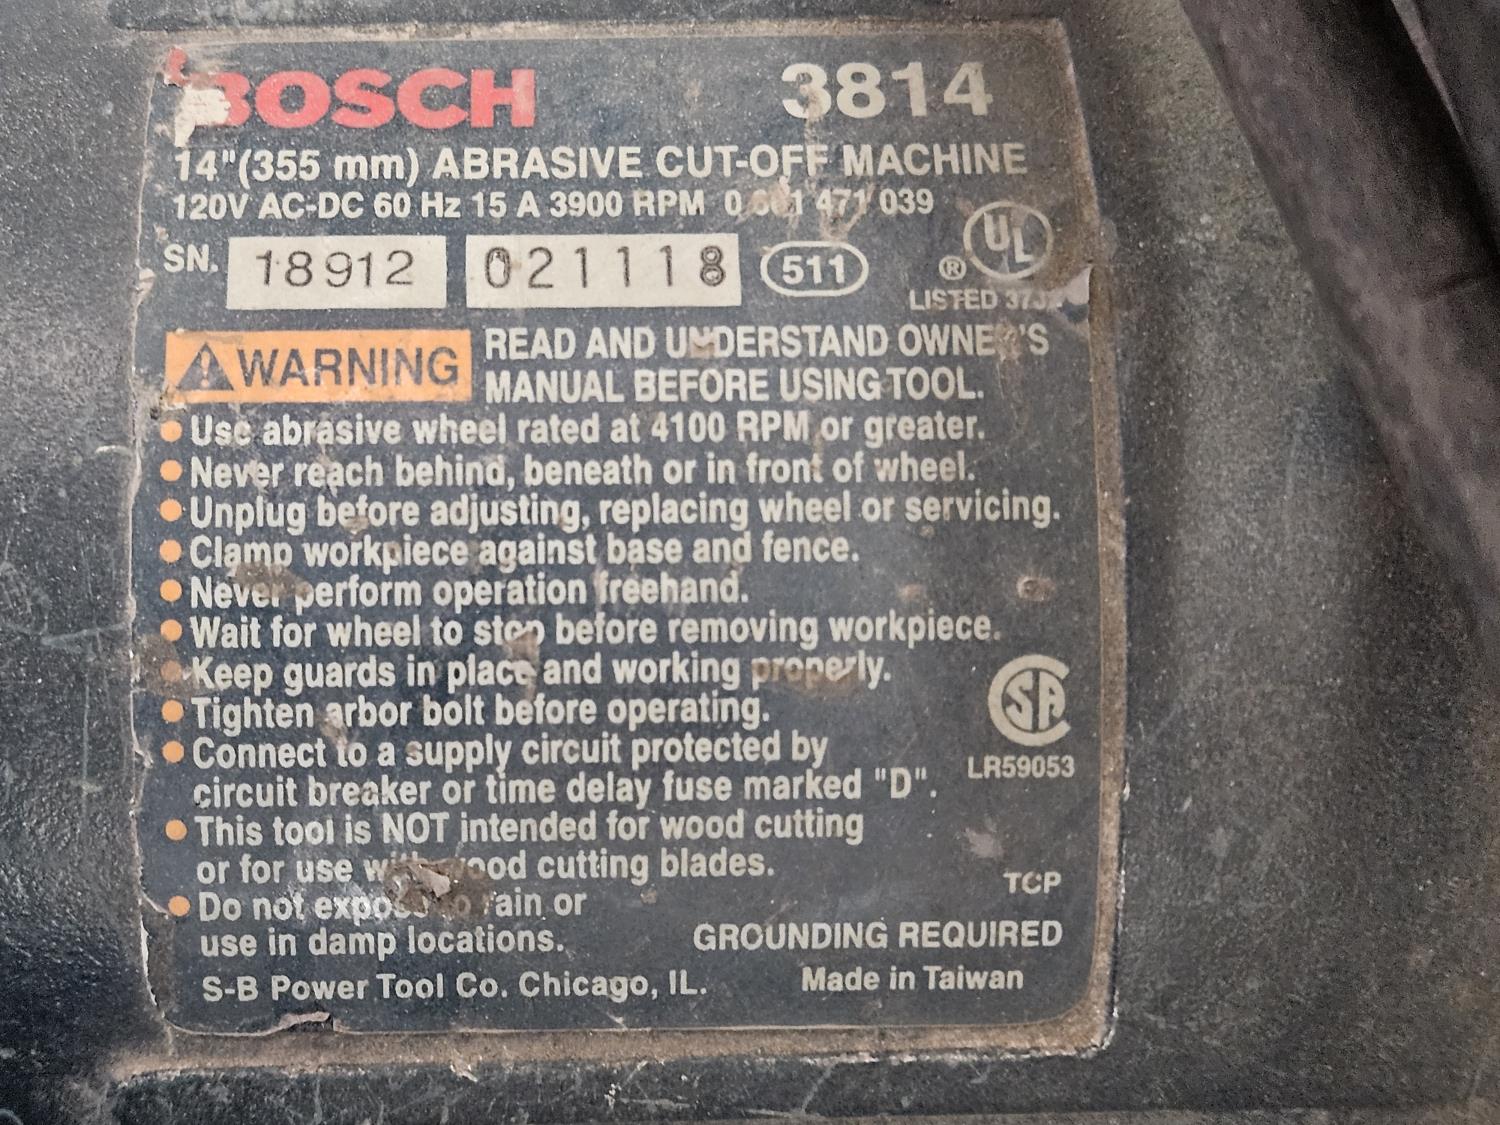 BOSCH 3814
14"(355 mm) ABRASIVE CUT-OFF MACHINE
120V AC-DC 60 Hz 15 A 3900 RPM 0 601 471 039
SN. 18912 021118 511 UL
® LISTED
WARNING READ AND UNDERSTAND OWNER'S
MANUAL BEFORE USING TOOL.
• Use abrasive wheel rated at 4100 RPM or greater.
• Never reach behind, beneath or in front of wheel.
• Unplug before adjusting, replacing wheel or servicing.
• Clamp workpiece against base and fence.
• Never perform operation freehand.
• Wait for wheel to stop before removing workpiece.
• Keep guards in place and working properly.
• Tighten arbor bolt before operating.
• Connect to a supply circuit protected by
circuit breaker or time delay fuse marked "D".
SA
LR59053
• This tool is NOT intended for wood cutting
or for use with wood cutting blades.
• Do not expose to rain or
use in damp locations.
TCP
GROUNDING REQUIRED
S-B Power Tool Co. Chicago, IL. Made in Taiwan